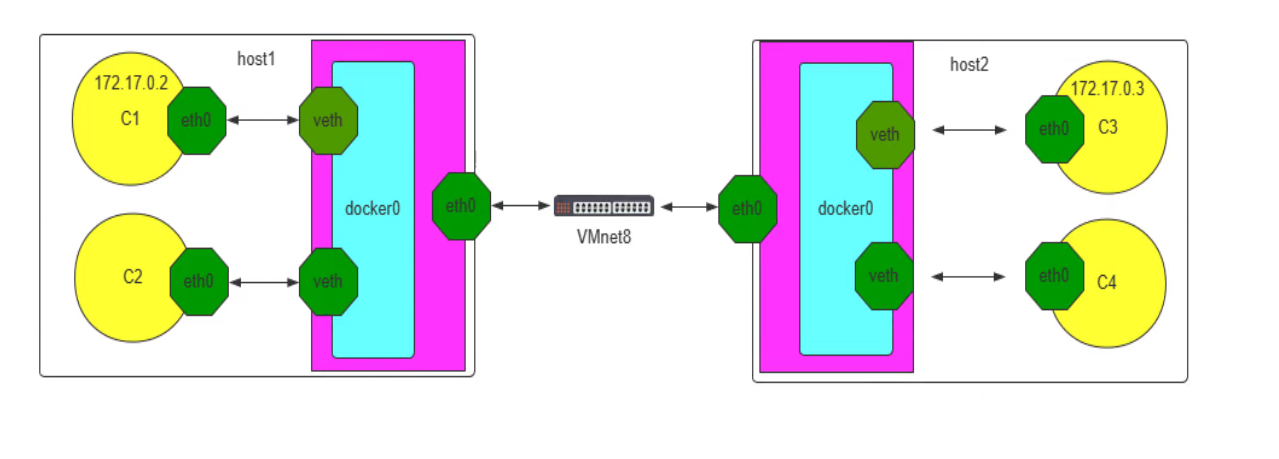 host1
172.17.0.2
C1
eth0
veth
docker0
eth0
C2
eth0
veth
VMnet8
host2
eth0
docker0
veth
veth
172.17.0.3
eth0
C3
eth0
C4